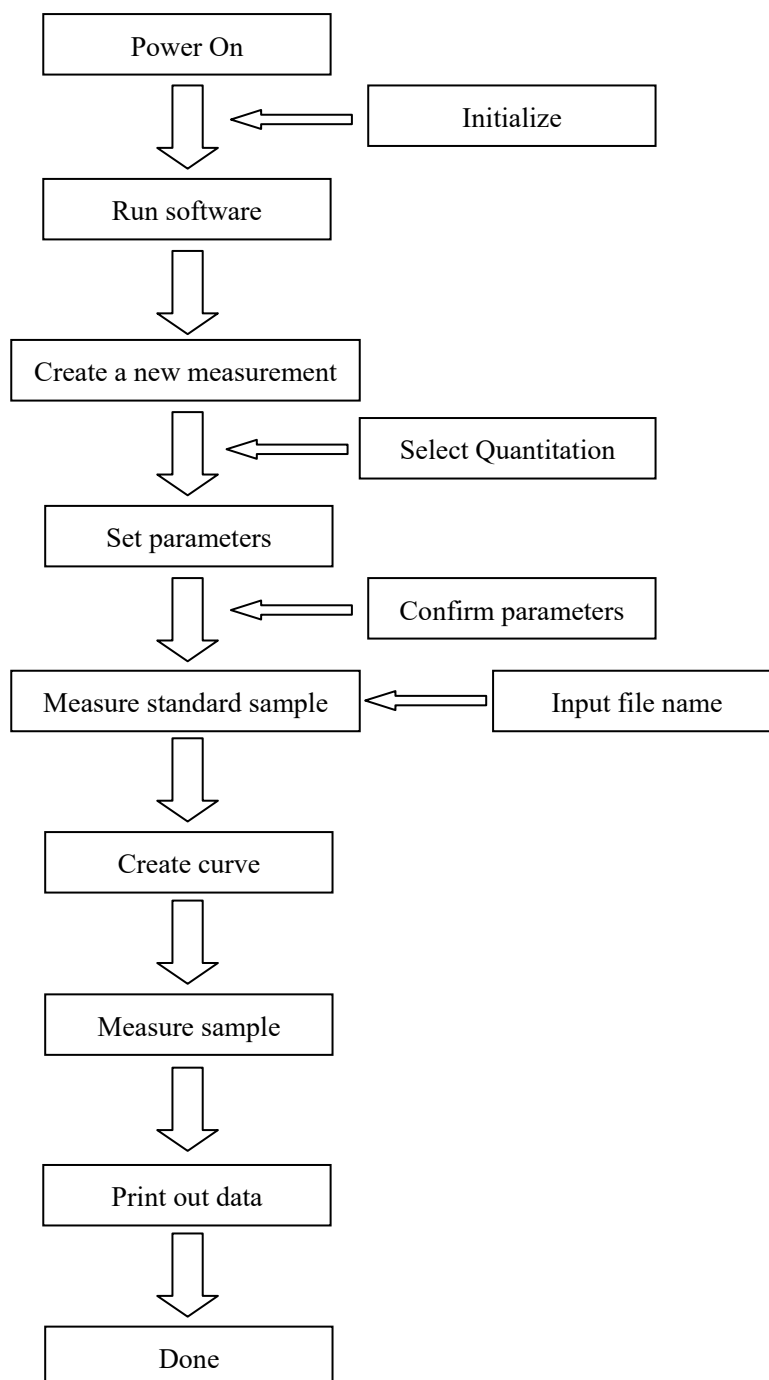 Power On
Initialize
Run software
Create a new measurement
Select Quantitation
Set parameters
Confirm parameters
Measure standard sample
Input file name
Create curve
Measure sample
Print out data
Done